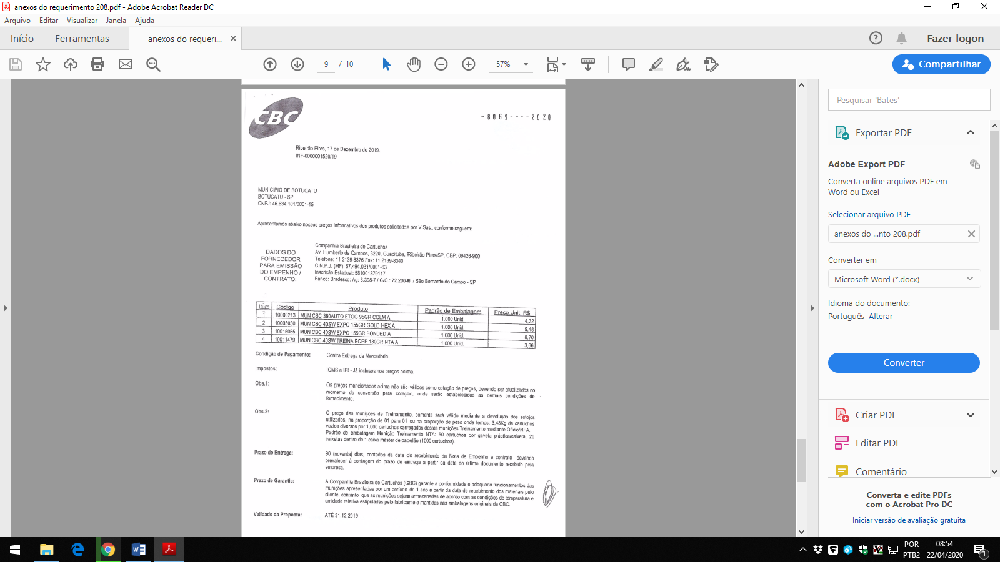 anexos do requerimento 208.pdf - Adobe Acrobat Reader DC
Arquivo Editar Visualizar Janela Ajuda
Início Ferramentas anexos do requeri... × Fazer logon
9 / 10 57% Compartilhar
CBC
-8069----2020
Ribeirão Pires, 17 de Dezembro de 2019.
INF-0000001520/19
MUNICIPIO DE BOTUCATU
BOTUCATU - SP
CNPJ: 46.634.101/0001-15
Apresentamos abaixo nossos preços informativos dos produtos solicitados por V.Sas., conforme seguem:
DADOS DO
FORNECEDOR
PARA EMISSÃO
DO EMPENHO /
CONTRATO:
Companhia Brasileira de Cartuchos
Av. Humberto de Campos, 3220, Guapituba, Ribeirão Pires/SP, CEP: 09426-900
Telefone: 11 2139-8376 Fax: 11 2139-8340
C.N.P.J. (MF): 57.494.031/0001-63
Inscrição Estadual: 581001879117
Banco: Bradesco: Ag: 3.398-7 / C/C.: 72.200-6 / São Bernardo do Campo - SP
Item Código Produto Padrão de Embalagem Preço Unit. R$
1 10000213 MUN CBC 380AUTO ETOG 95GR COLM A 1.000 Unid. 4,32
2 10005050 MUN CBC 40SW EXPO 155GR GOLD HEX A 1.000 Unid. 9,48
3 10016055 MUN CBC 40SW EXPO 155GR BONDED A 1.000 Unid. 8,70
4 10011479 MUN CBC 40SW TREINA EOPP 180GR NTA A 1.000 Unid. 3,66
Condição de Pagamento: Contra Entrega da Mercadoria.
Impostos: ICMS e IPI - Já inclusos nos preços acima.
Obs.1: Os preços mencionados acima não são válidos como cotação de preços, devendo ser atualizados no
momento da conversão para cotação, onde serão estabelecidos as demais condições de
fornecimento.
Obs.2: O preço das munições de Treinamento, somente será válido mediante a devolução dos estojos
utilizados, na proporção de 01 para 01 ou na proporção de peso onde temos: 3,48Kg de cartuchos
vazios diversos por 1.000 cartuchos carregados destas munições Treinamento mediante Ofício/NFA.
Padrão de embalagem Munição Treinamento NTA: 50 cartuchos por gaveta plástica/caixeta, 20
caixetas dentro de 1 caixa máster de papelão (1000 cartuchos).
Prazo de Entrega: 90 (noventa) dias, contados da data do recebimento da Nota de Empenho e contrato devendo
prevalecer à contagem do prazo de entrega a partir da data do último documento recebido pela
empresa.
Prazo de Garantia: A Companhia Brasileira de Cartuchos (CBC) garante a conformidade e adequado funcionamentos das
munições apresentadas por um período de 1 ano a partir da data de recebimento dos materiais pelo
cliente, contanto que as munições sejam armazenadas de acordo com as condições de temperatura e
umidade relativa estipuladas pelo fabricante e mantidas nas embalagens originais da CBC.
Validade da Proposta: ATÉ 31.12.2019
Pesquisar 'Bates'
Exportar PDF
Adobe Export PDF
Converta online arquivos PDF em
Word ou Excel
Selecionar arquivo PDF
anexos do ...nto 208.pdf
Converter em
Microsoft Word (*.docx)
Idioma do documento:
Português Alterar
Converter
Criar PDF
Editar PDF
Comentário
Converta e edite PDFs
com o Acrobat Pro DC
Iniciar versão de avaliação gratuita
POR 08:54
PTB2 22/04/2020
1